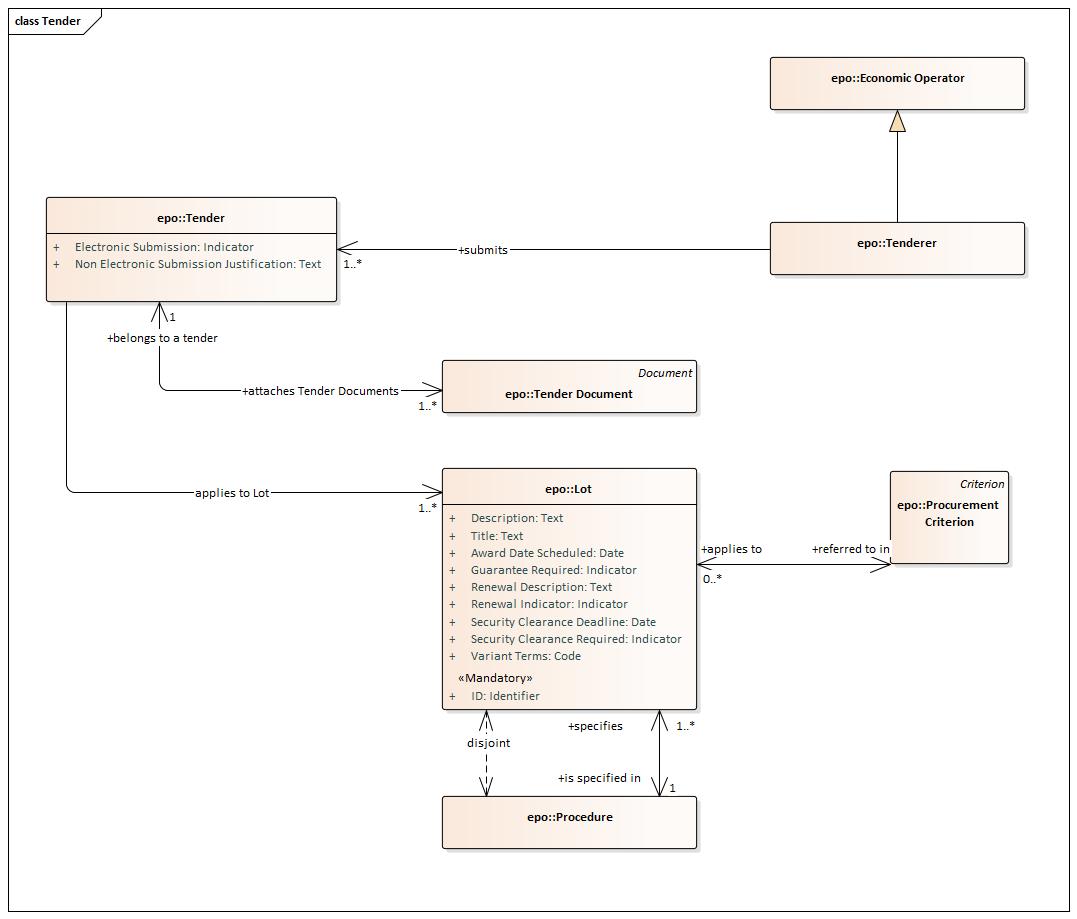 class Tender
epo::Economic Operator
epo::Tender
+ Electronic Submission: Indicator
+ Non Electronic Submission Justification: Text
+submits
1..*
epo::Tenderer
1
+belongs to a tender
+attaches Tender Documents
1..*
Document
epo::Tender Document
applies to Lot
1..*
epo::Lot
+ Description: Text
+ Title: Text
+ Award Date Scheduled: Date
+ Guarantee Required: Indicator
+ Renewal Description: Text
+ Renewal Indicator: Indicator
+ Security Clearance Deadline: Date
+ Security Clearance Required: Indicator
+ Variant Terms: Code
«Mandatory»
+ ID: Identifier
+applies to
0..*
+referred to in
Criterion
epo::Procurement
Criterion
disjoint
+specifies
1..*
+is specified in
1
epo::Procedure